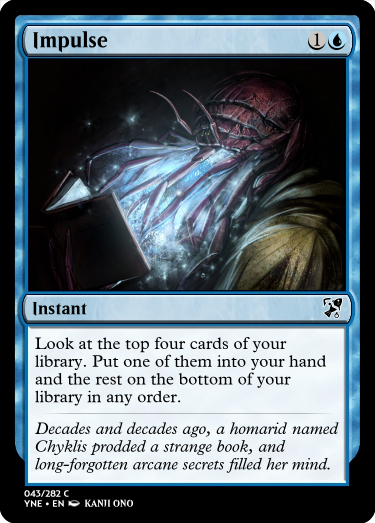 Impulse 1
Instant
Look at the top four cards of your
library. Put one of them into your hand
and the rest on the bottom of your
library in any order.
Decades and decades ago, a homarid named
Chyklis prodded a strange book, and
long-forgotten arcane secrets filled her mind.
043/282 C
YNE • EN KANJI ONO